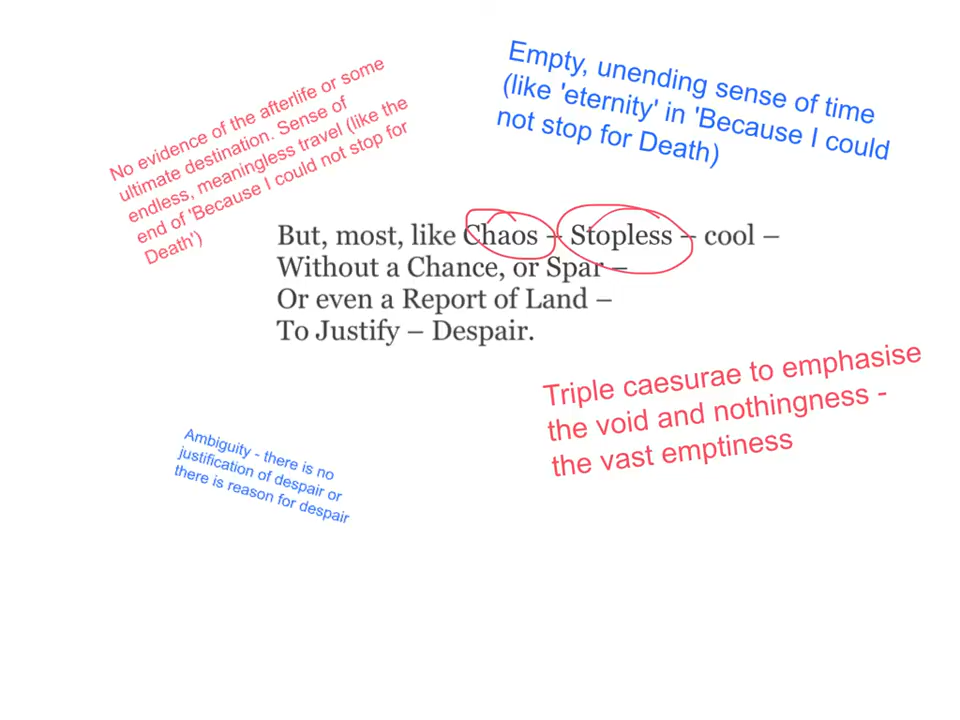 No evidence of the afterlife or some
ultimate destination. Sense of
endless, meaningless travel (like the
end of 'Because I could not stop for
Death')
Empty, unending sense of time
(like 'eternity' in 'Because I could
not stop for Death)
But, most, like Chaos – Stopless – cool –
Without a Chance, or Spar –
Or even a Report of Land –
To Justify – Despair.
Triple caesurae to emphasise
the void and nothingness -
the vast emptiness
Ambiguity - there is no
justification of despair or
there is reason for despair